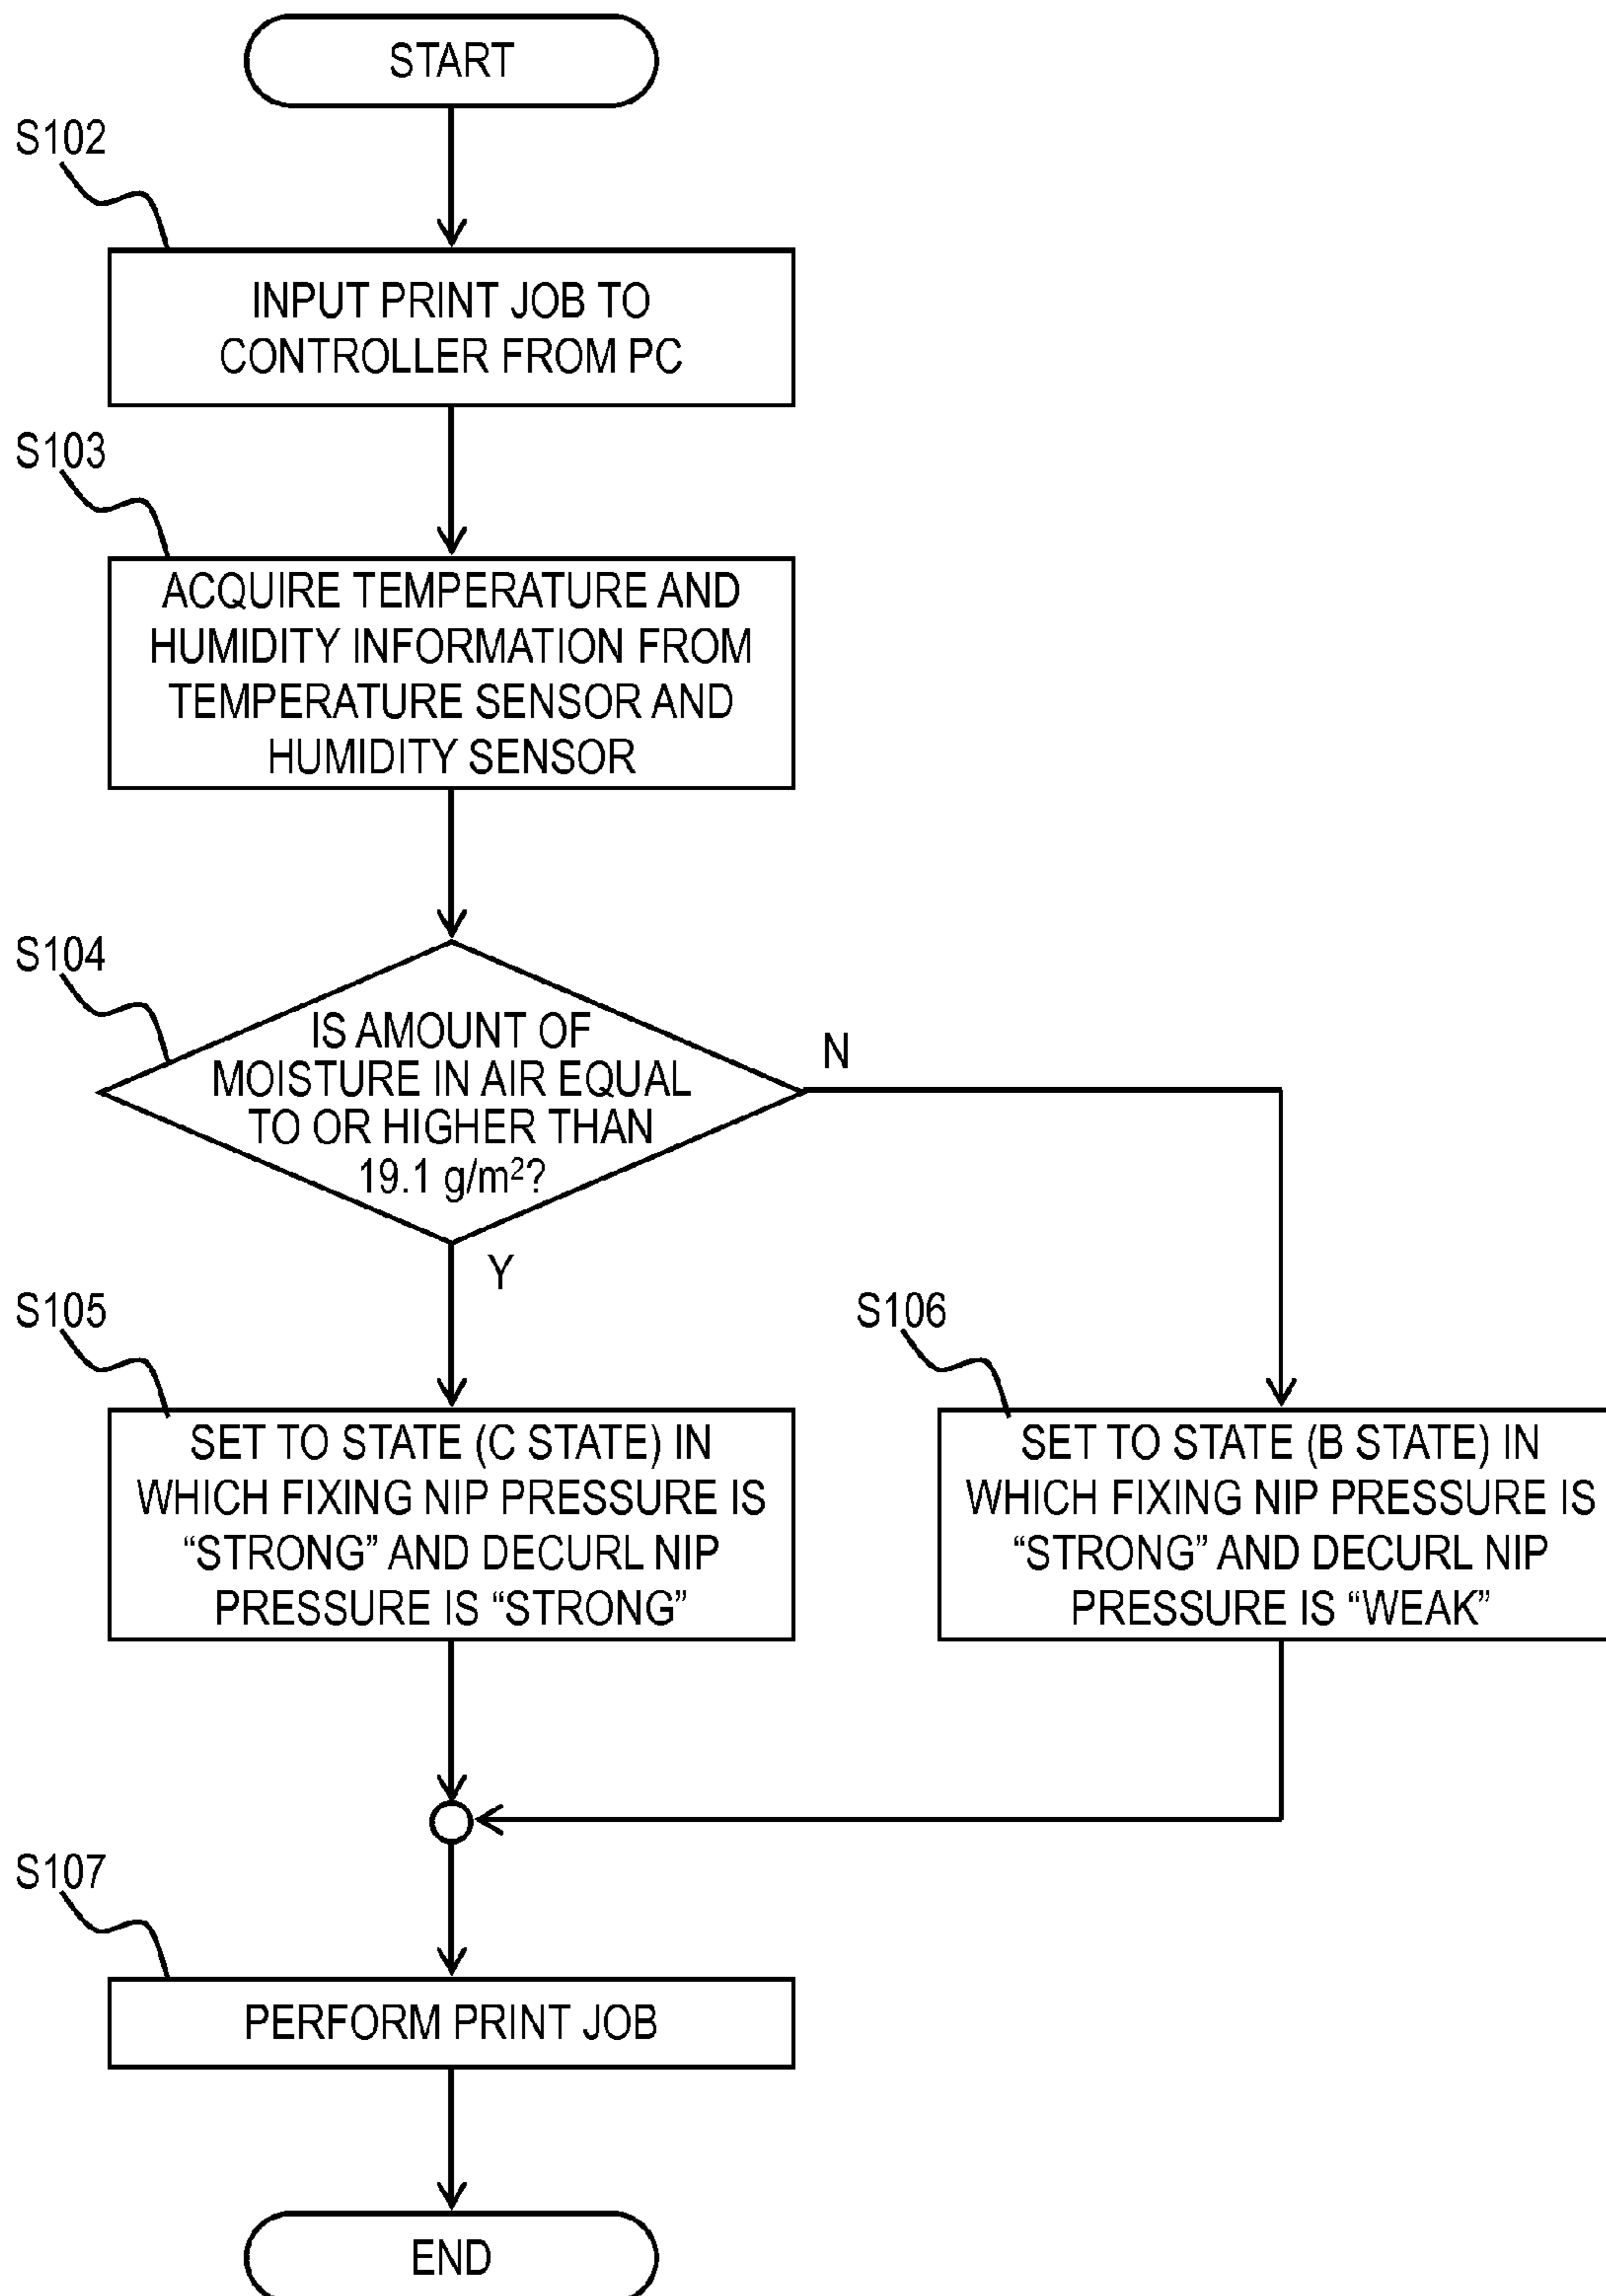 START
S102
INPUT PRINT JOB TO
CONTROLLER FROM PC
S103
ACQUIRE TEMPERATURE AND
HUMIDITY INFORMATION FROM
TEMPERATURE SENSOR AND
HUMIDITY SENSOR
S104
IS AMOUNT OF
MOISTURE IN AIR EQUAL
TO OR HIGHER THAN
19.1 g/m²?
N
Y
S105
SET TO STATE (C STATE) IN
WHICH FIXING NIP PRESSURE IS
“STRONG” AND DECURL NIP
PRESSURE IS “STRONG”
S106
SET TO STATE (B STATE) IN
WHICH FIXING NIP PRESSURE IS
“STRONG” AND DECURL NIP
PRESSURE IS “WEAK”
S107
PERFORM PRINT JOB
END